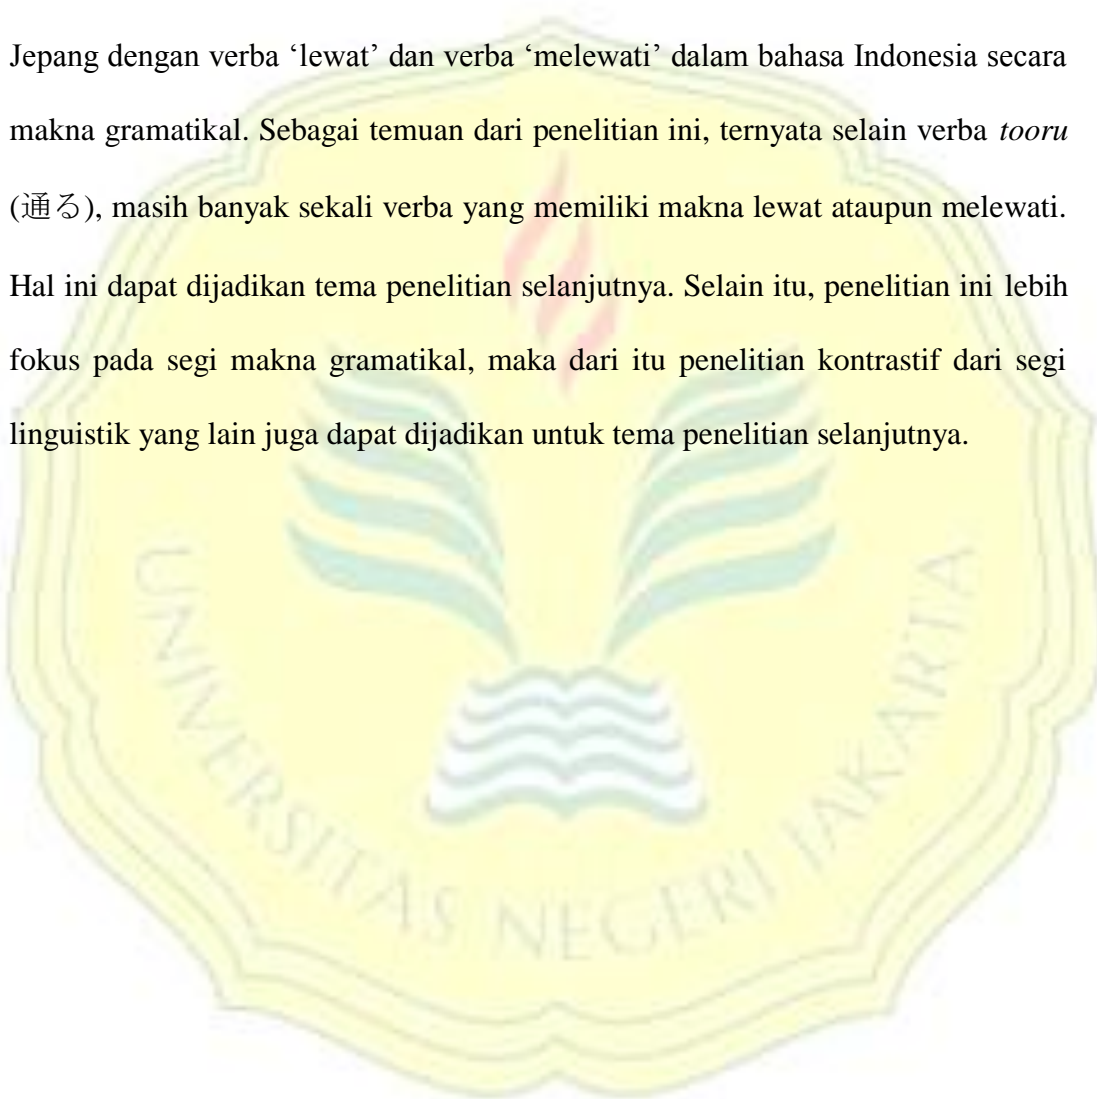 Jepang dengan verba ‘lewat’ dan verba ‘melewati’ dalam bahasa Indonesia secara
makna gramatikal. Sebagai temuan dari penelitian ini, ternyata selain verba tooru
(通る), masih banyak sekali verba yang memiliki makna lewat ataupun melewati.
Hal ini dapat dijadikan tema penelitian selanjutnya. Selain itu, penelitian ini lebih
fokus pada segi makna gramatikal, maka dari itu penelitian kontrastif dari segi
linguistik yang lain juga dapat dijadikan untuk tema penelitian selanjutnya.
UNIVERSITAS NEGERI JAKARTA